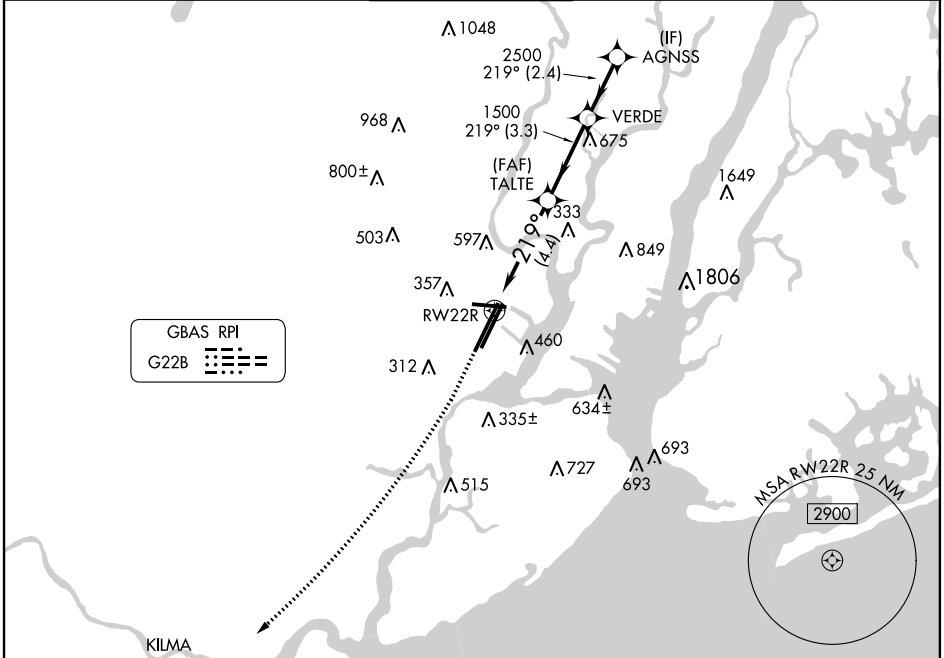 1048
(IF)
AGNSS
2500
219° (2.4)
1500
219° (3.3)
VERDE
968
675
800±
(FAF)
TALTE
1649
333
503
597
219°
(4.4)
849
1806
357
RW22R
GBAS RPI
G22B
460
312
634±
335±
693
727
693
515
MSA RW22R 25 NM
2900
KILMA